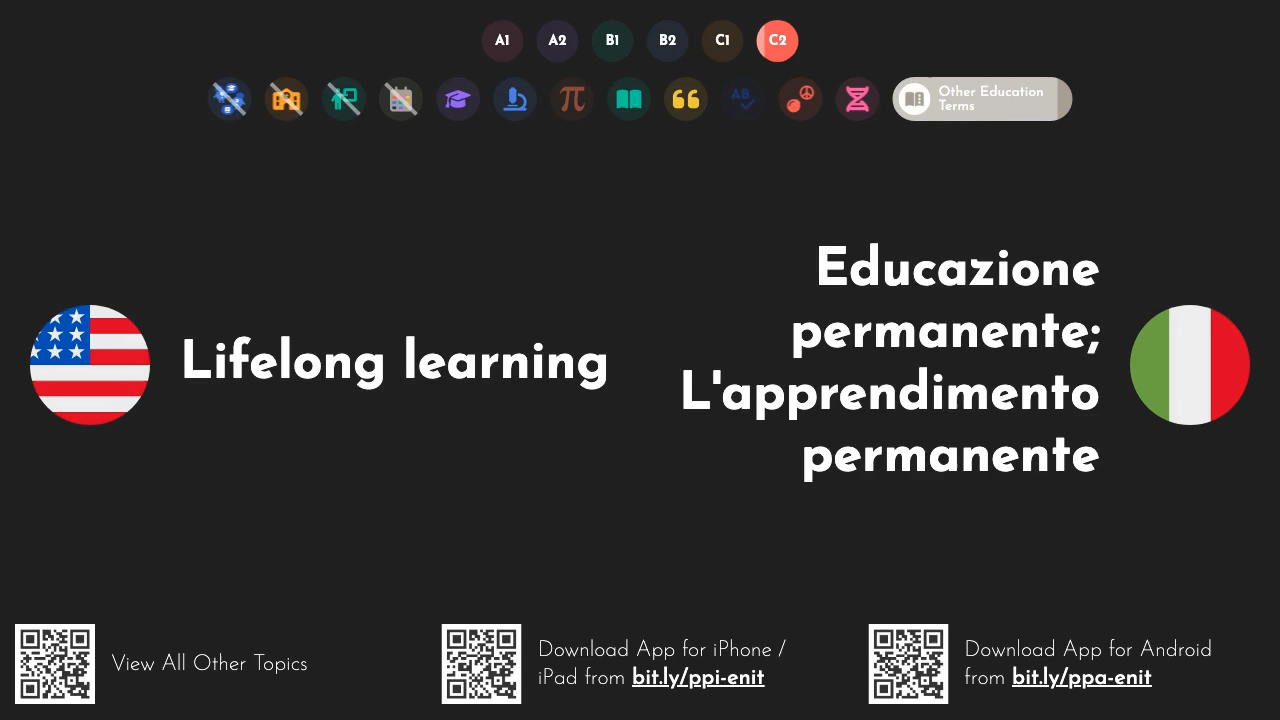 A1 A2 B1 B2 C1 C2
AB
Other Education
Terms
Lifelong learning
Educazione
permanente;
L'apprendimento
permanente
View All Other Topics
Download App for iPhone /
iPad from bit.ly/ppi-enit
Download App for Android
from bit.ly/ppa-enit